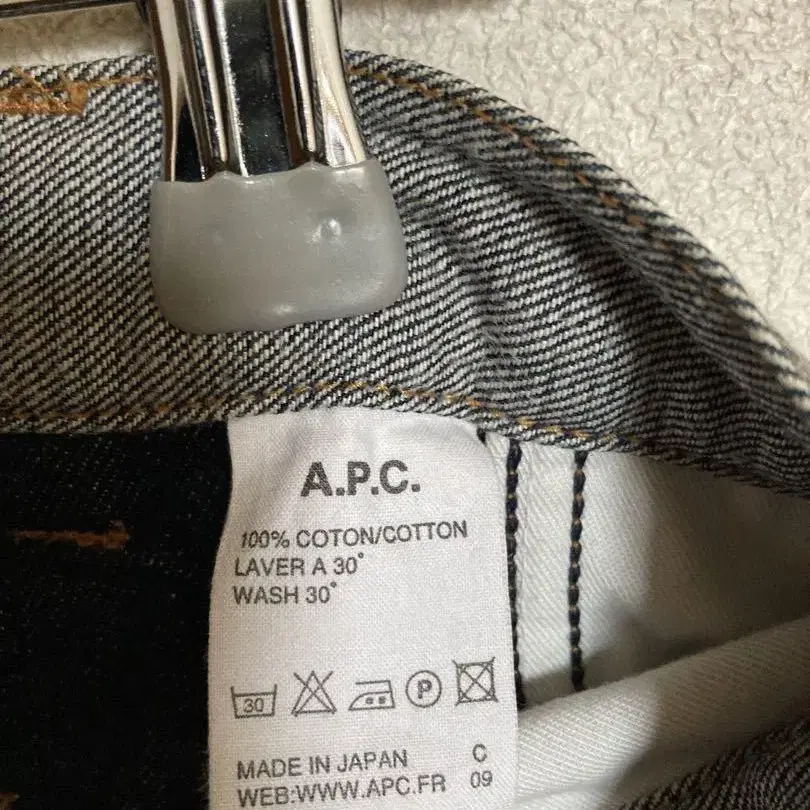 A.P.C.
100% COTON/COTTON
LAVER A 30°
WASH 30°
30 P
MADE IN JAPAN C
WEB:WWW.APC.FR 09